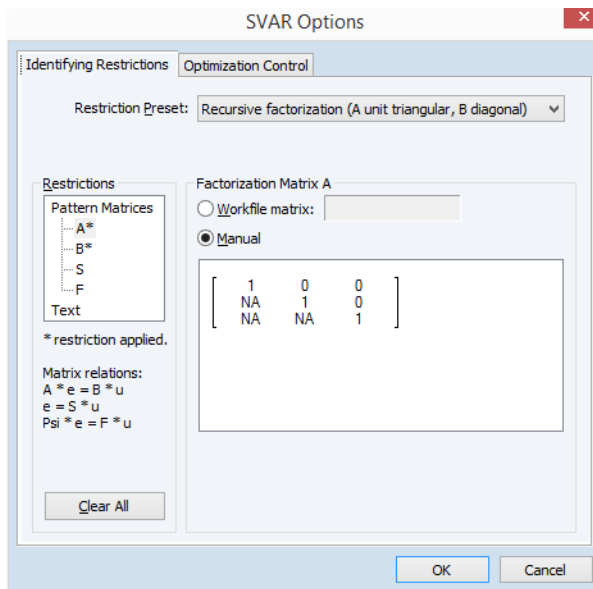 SVAR Options
Identifying Restrictions
Optimization Control
Restriction Preset: Recursive factorization (A unit triangular, B diagonal)
Restrictions
Pattern Matrices
A*
B*
S
F
Text
* restriction applied.
Matrix relations:
A * e = B * u
e = S * u
Psi * e = F * u
Clear All
Factorization Matrix A
Workfile matrix:
Manual
1 0 0
NA 1 0
NA NA 1
OK
Cancel